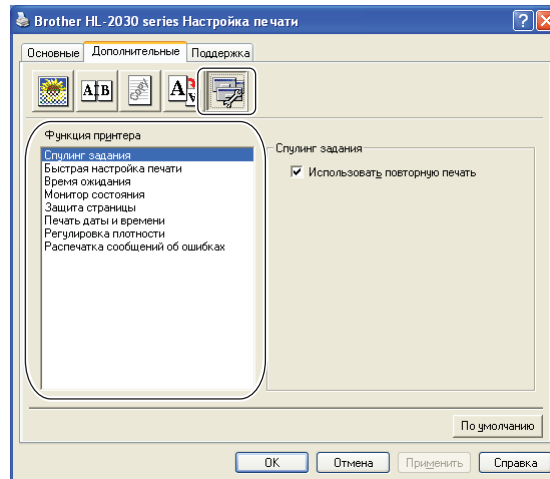 Brother HL-2030 series Настройка печати
Основные Дополнительные Поддержка
A B
Функция принтера
Спулинг задания
Быстрая настройка печати
Время ожидания
Монитор состояния
Защита страницы
Печать даты и времени
Регулировка плотности
Распечатка сообщений об ошибках
Спулинг задания
Использовать повторную печать
По умолчанию
OK Отмена Применить Справка